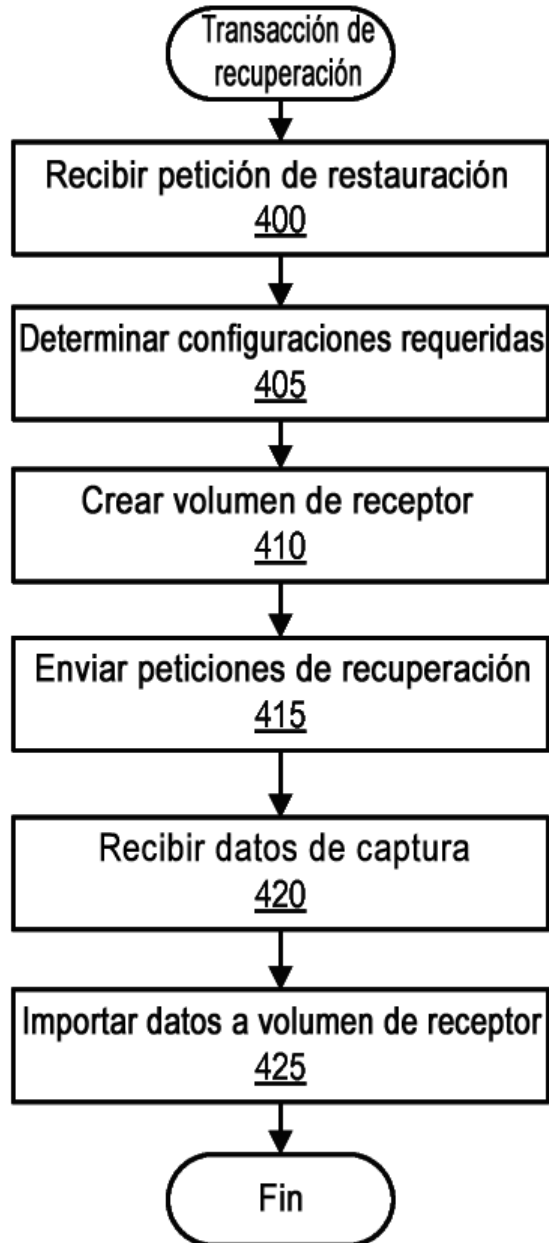 Transacción de
recuperación
Recibir petición de restauración
400
Determinar configuraciones requeridas
405
Crear volumen de receptor
410
Enviar peticiones de recuperación
415
Recibir datos de captura
420
Importar datos a volumen de receptor
425
Fin